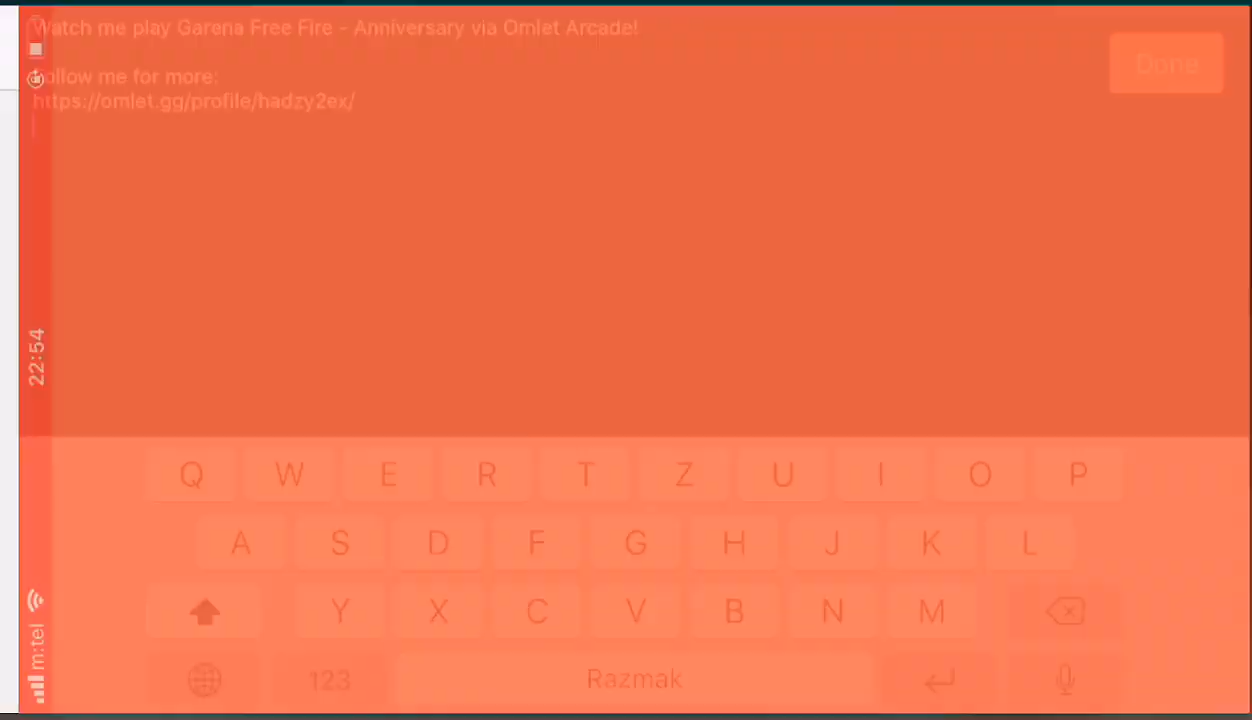 Watch me play Garena Free Fire - Anniversary via Omlet Arcade!
Follow me for more:
https://omlet.gg/profile/hadzy2ex/
Done
22:54
m:tel
Q W E R T Z U I O P
A S D F G H J K L
Y X C V B N M
123 Razmak